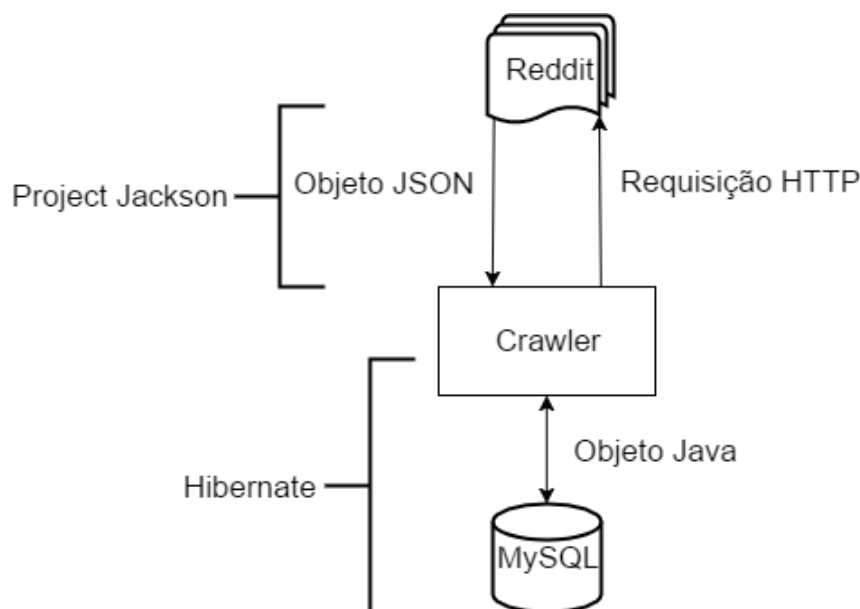 Reddit
Project Jackson
Objeto JSON
Requisição HTTP
Crawler
Objeto Java
Hibernate
MySQL